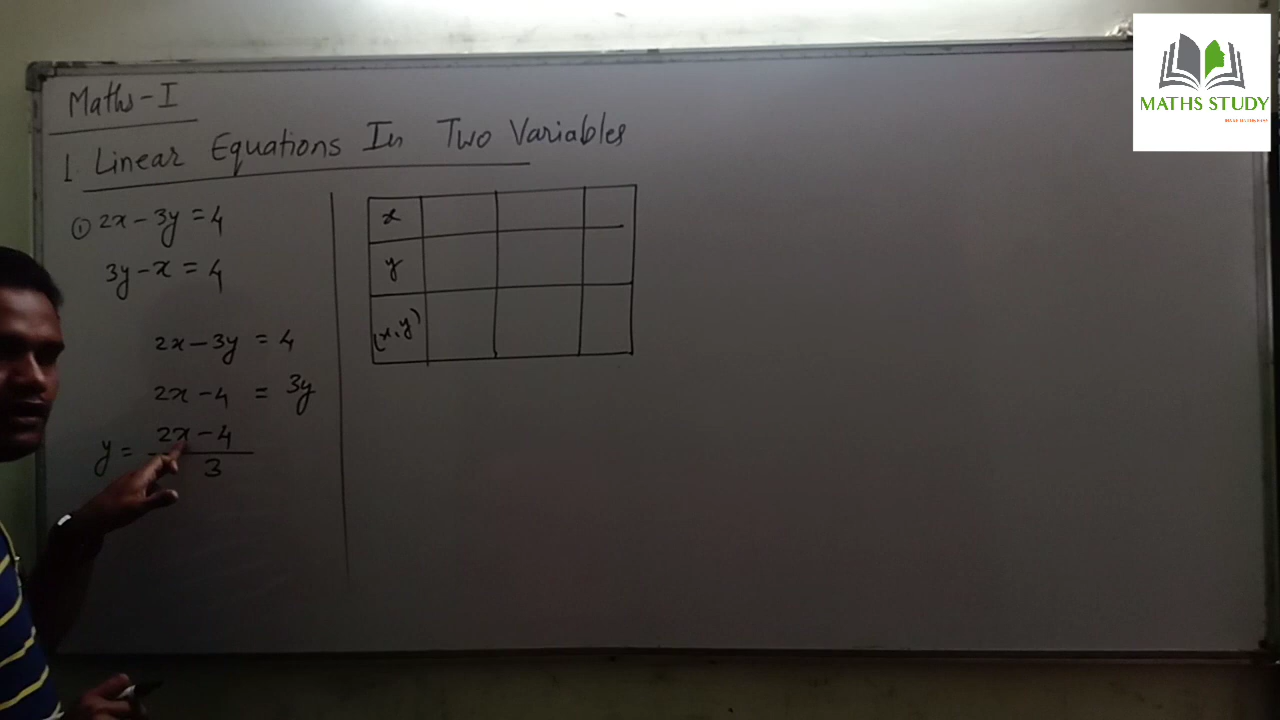 Maths-I
1. Linear Equations In Two Variables
① 2x - 3y = 4
3y - x = 4
2x - 3y = 4
2x - 4 = 3y
y = 2x - 4
3
x
y
(x, y)
MATHS STUDY